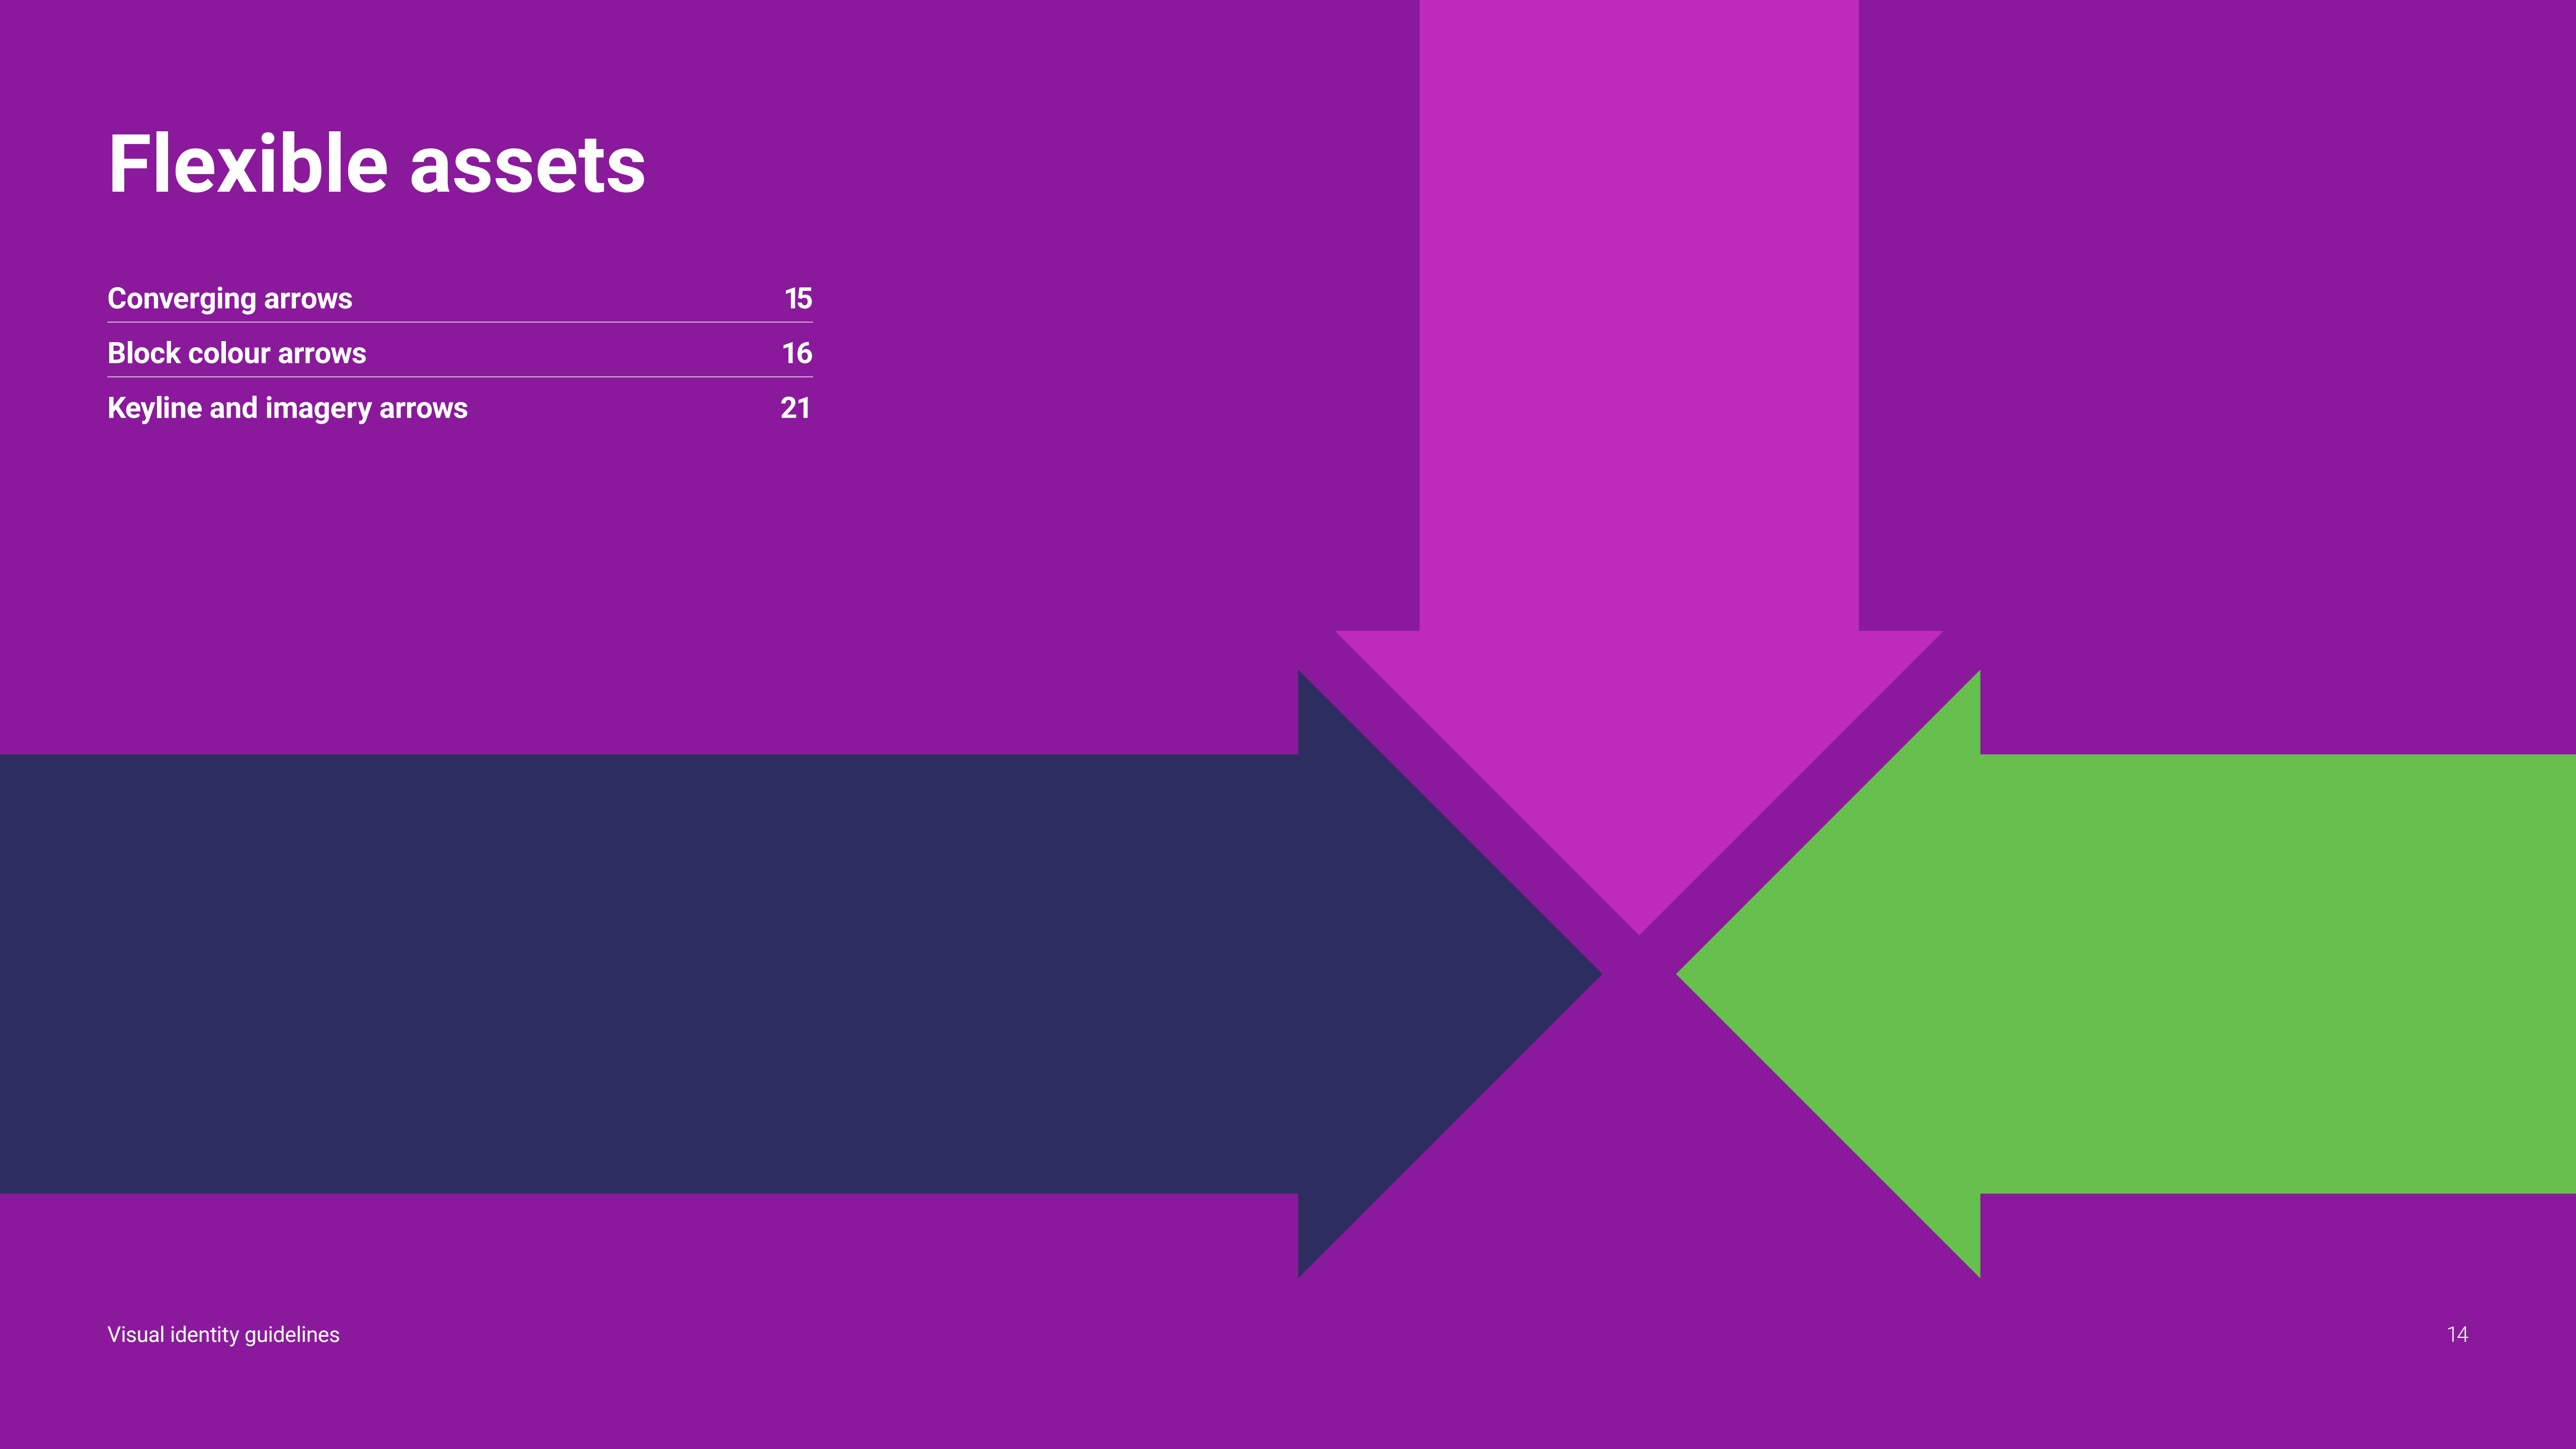 Flexible assets
Converging arrows 15
Block colour arrows 16
Keyline and imagery arrows 21
Visual identity guidelines 14